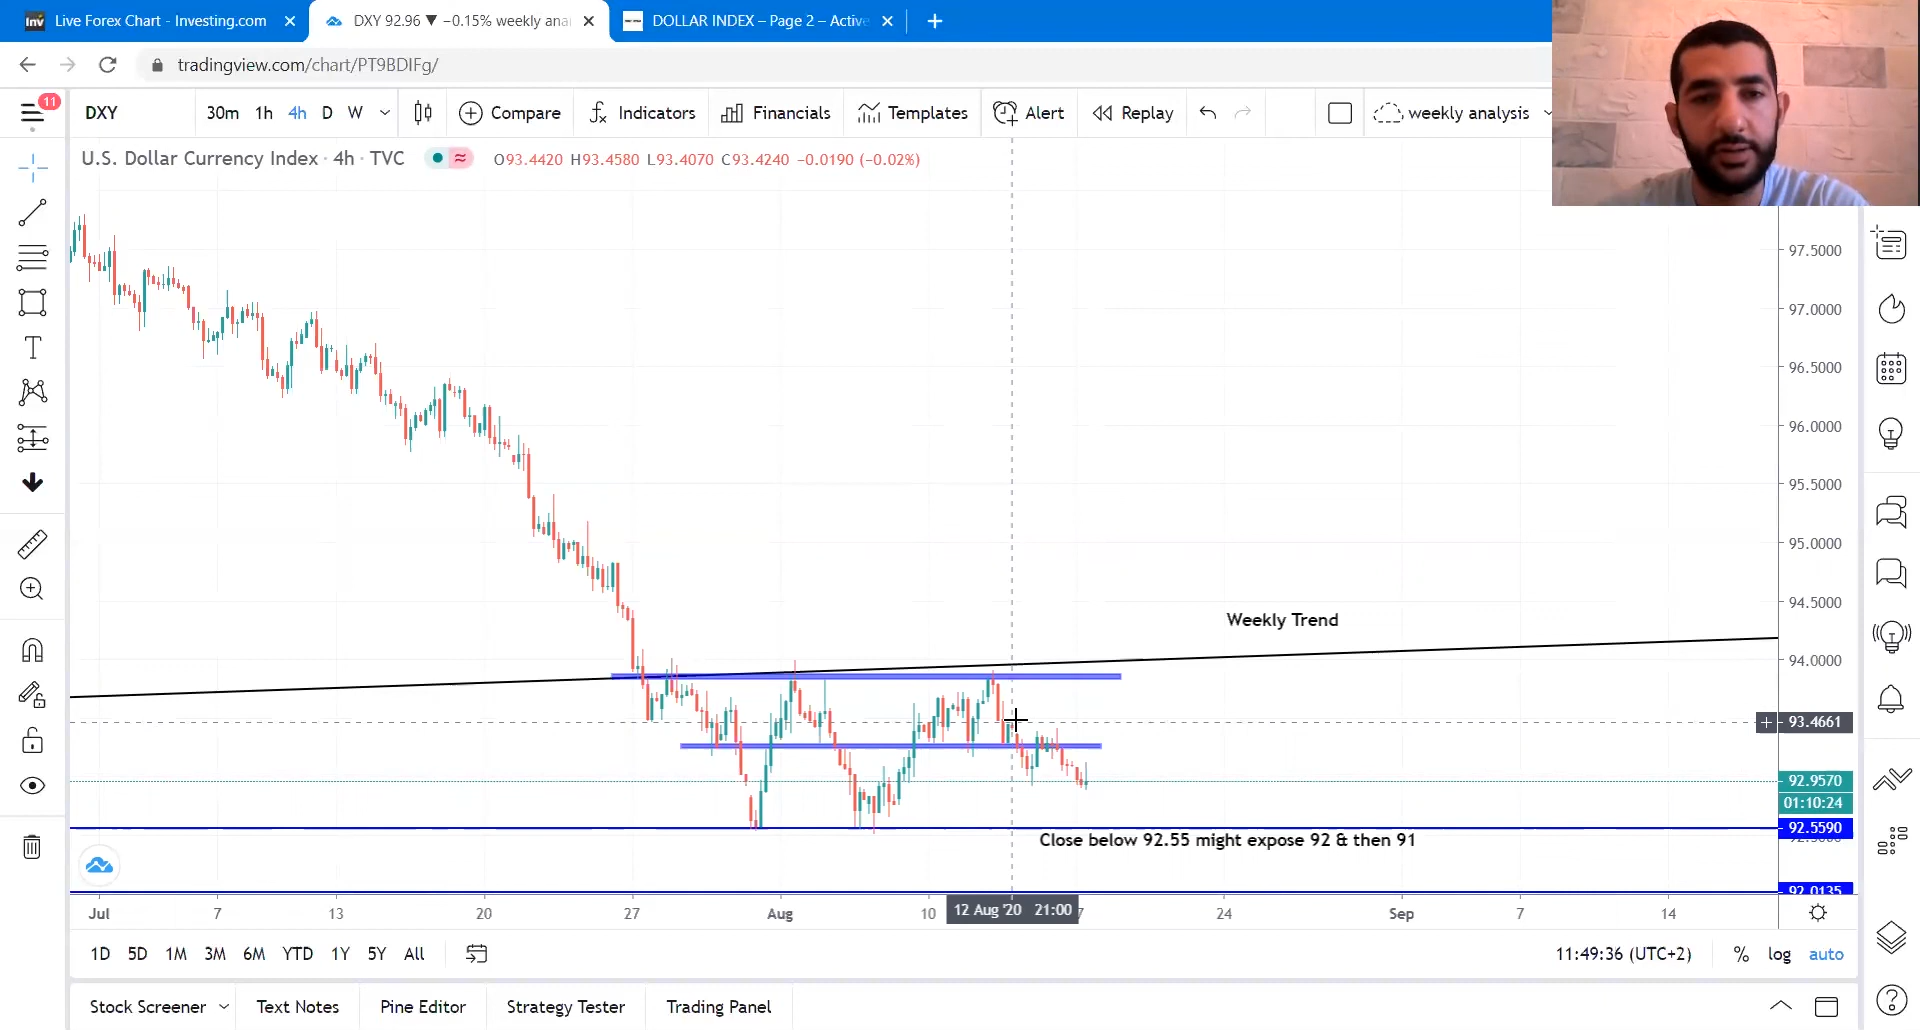 Live Forex Chart - Investing.com
DXY 92.96 ▼ −0.15% weekly ana
DOLLAR INDEX – Page 2 – Active
tradingview.com/chart/PT9BDIFg/
11
DXY 30m 1h 4h D W Compare Indicators Financials Templates Alert Replay weekly analysis
U.S. Dollar Currency Index · 4h · TVC O93.4420 H93.4580 L93.4070 C93.4240 −0.0190 (−0.02%)
97.5000
97.0000
96.5000
96.0000
95.5000
95.0000
94.5000
Weekly Trend
94.0000
93.4661
92.9570
01:10:24
92.5590
Close below 92.55 might expose 92 & then 91
92.0135
Jul 7 13 20 27 Aug 10 12 Aug '20 21:00 7 24 Sep 7 14
1D 5D 1M 3M 6M YTD 1Y 5Y All 11:49:36 (UTC+2) % log auto
Stock Screener Text Notes Pine Editor Strategy Tester Trading Panel